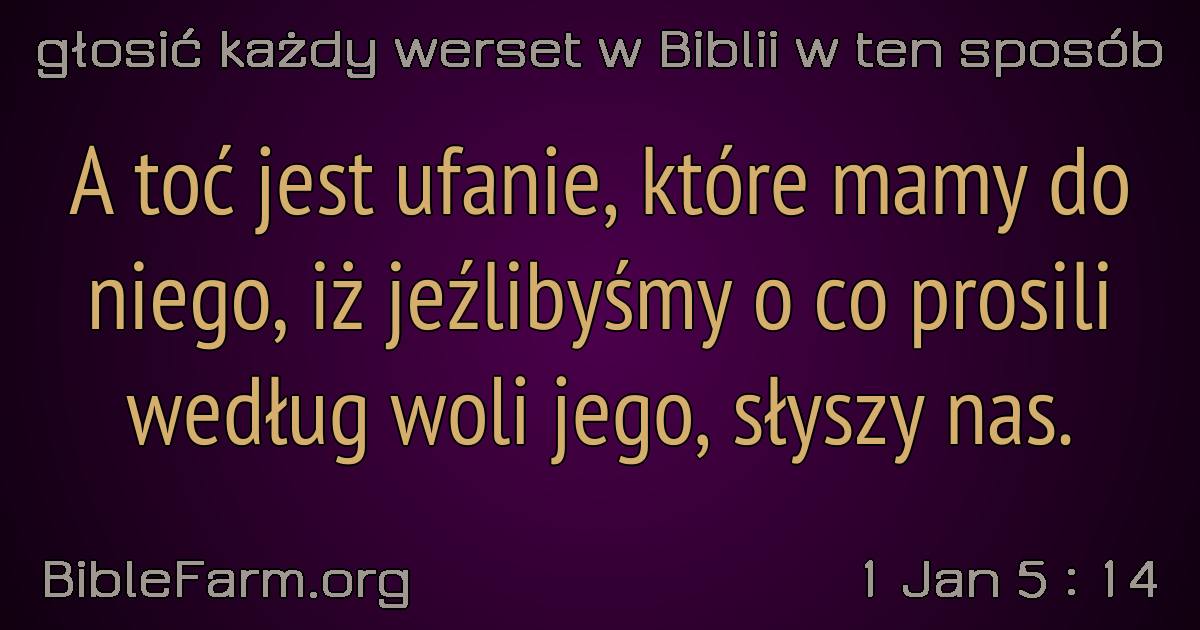 głosić każdy werset w Biblii w ten sposób
A toć jest ufanie, które mamy do
niego, iż jeźlibyśmy o co prosili
według woli jego, słyszy nas.
BibleFarm.org
1 Jan 5 : 14